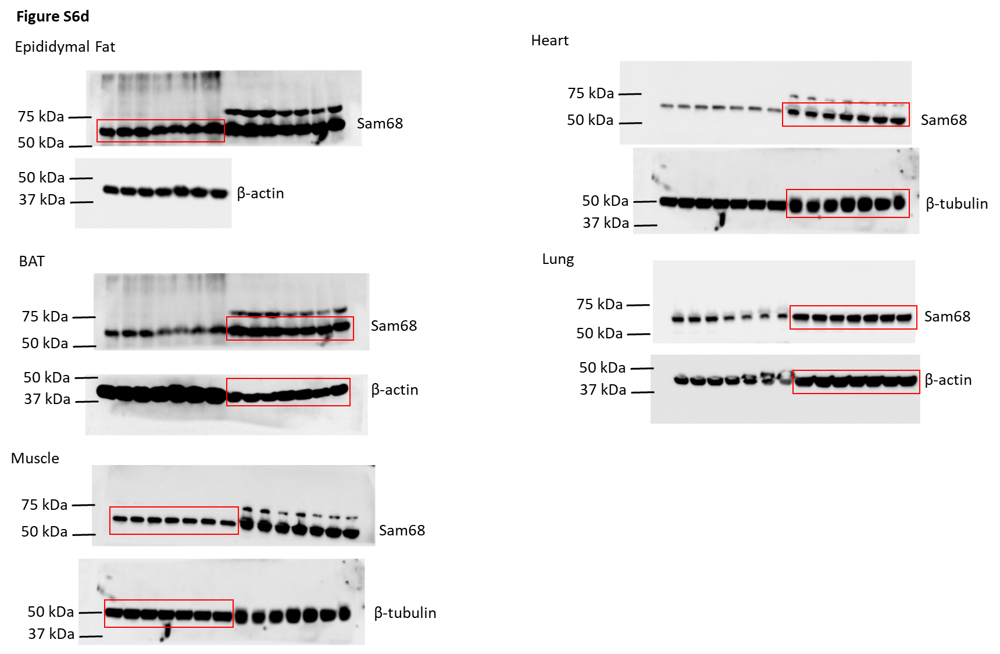 Figure S6d
Epididymal Fat
75 kDa
Sam68
50 kDa
50 kDa
β-actin
37 kDa
BAT
75 kDa
Sam68
50 kDa
50 kDa
β-actin
37 kDa
Muscle
75 kDa
Sam68
50 kDa
50 kDa
β-tubulin
37 kDa
Heart
75 kDa
50 kDa
Sam68
50 kDa
β-tubulin
37 kDa
Lung
75 kDa
Sam68
50 kDa
50 kDa
β-actin
37 kDa